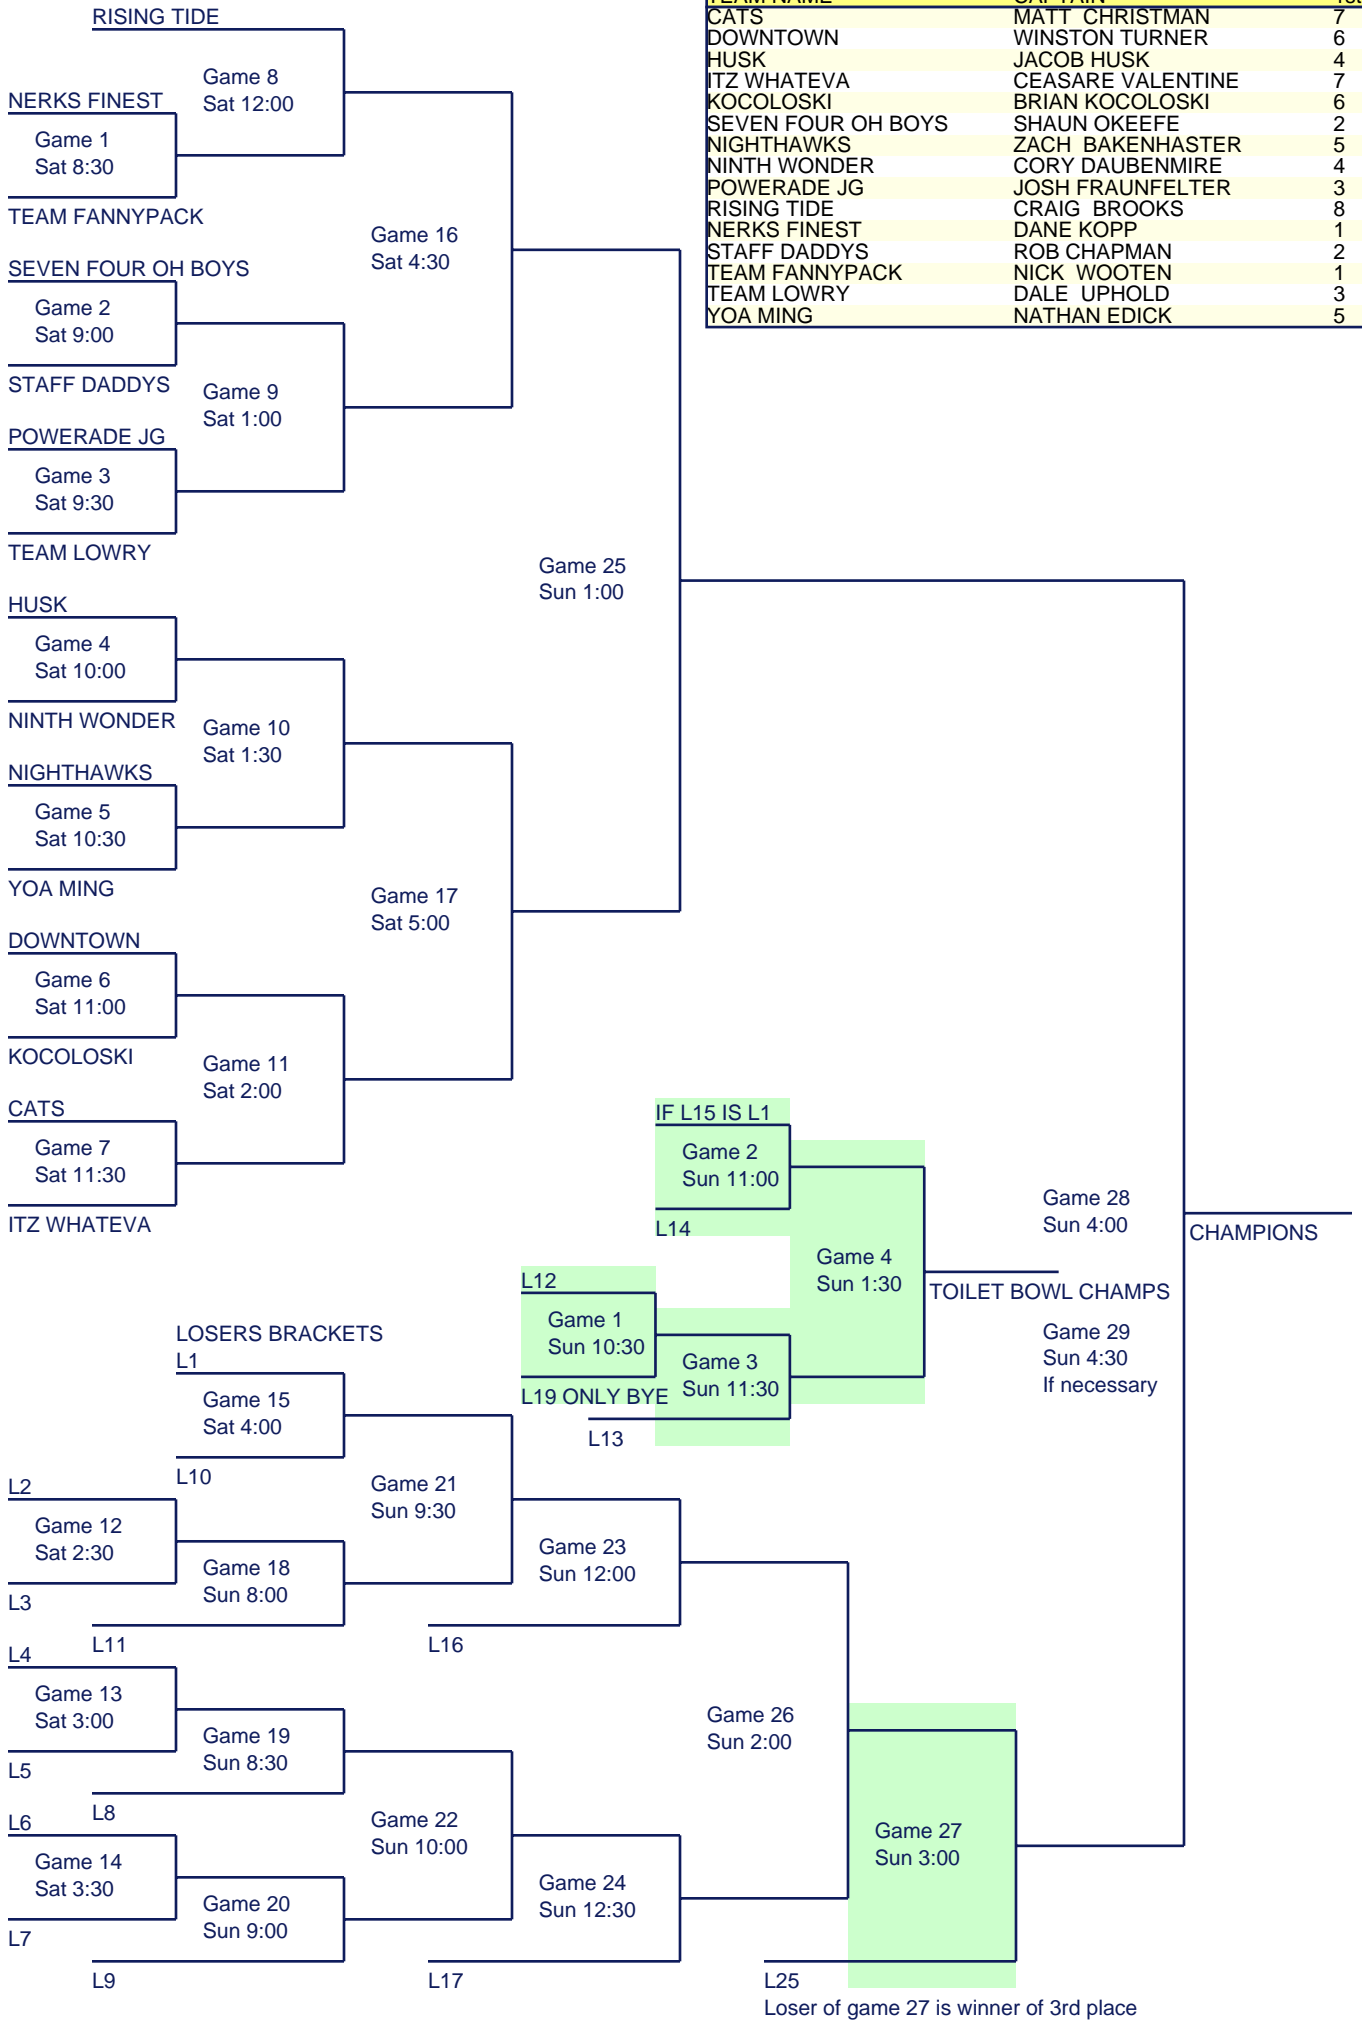 RISING TIDE
Game 8
Sat 12:00
NERKS FINEST
Game 1
Sat 8:30
TEAM FANNYPACK
Game 16
Sat 4:30
SEVEN FOUR OH BOYS
Game 2
Sat 9:00
STAFF DADDYS
Game 9
Sat 1:00
POWERADE JG
Game 3
Sat 9:30
TEAM LOWRY
Game 25
Sun 1:00
HUSK
Game 4
Sat 10:00
NINTH WONDER
Game 10
Sat 1:30
NIGHTHAWKS
Game 5
Sat 10:30
YOA MING
Game 17
Sat 5:00
DOWNTOWN
Game 6
Sat 11:00
KOCOLOSKI
Game 11
Sat 2:00
CATS
Game 7
Sat 11:30
ITZ WHATEVA
CATS MATT CHRISTMAN 7
DOWNTOWN WINSTON TURNER 6
HUSK JACOB HUSK 4
ITZ WHATEVA CEASARE VALENTINE 7
KOCOLOSKI BRIAN KOCOLOSKI 6
SEVEN FOUR OH BOYS SHAUN OKEEFE 2
NIGHTHAWKS ZACH BAKENHASTER 5
NINTH WONDER CORY DAUBENMIRE 4
POWERADE JG JOSH FRAUNFELTER 3
RISING TIDE CRAIG BROOKS 8
NERKS FINEST DANE KOPP 1
STAFF DADDYS ROB CHAPMAN 2
TEAM FANNYPACK NICK WOOTEN 1
TEAM LOWRY DALE UPHOLD 3
YOA MING NATHAN EDICK 5
IF L15 IS L1
Game 2
Sun 11:00
L14
Game 4
Sun 1:30
L12
Game 1
Sun 10:30
L19 ONLY BYE
Game 3
Sun 11:30
L13
TOILET BOWL CHAMPS
Game 28
Sun 4:00
CHAMPIONS
Game 29
Sun 4:30
If necessary
LOSERS BRACKETS
L1
Game 15
Sat 4:00
L10
Game 21
Sun 9:30
L2
Game 12
Sat 2:30
L3
Game 18
Sun 8:00
L11
Game 23
Sun 12:00
L16
L4
Game 13
Sat 3:00
L5
Game 19
Sun 8:30
L8
Game 26
Sun 2:00
L6
Game 14
Sat 3:30
L7
Game 22
Sun 10:00
Game 20
Sun 9:00
L9
Game 24
Sun 12:30
L17
Game 27
Sun 3:00
L25
Loser of game 27 is winner of 3rd place